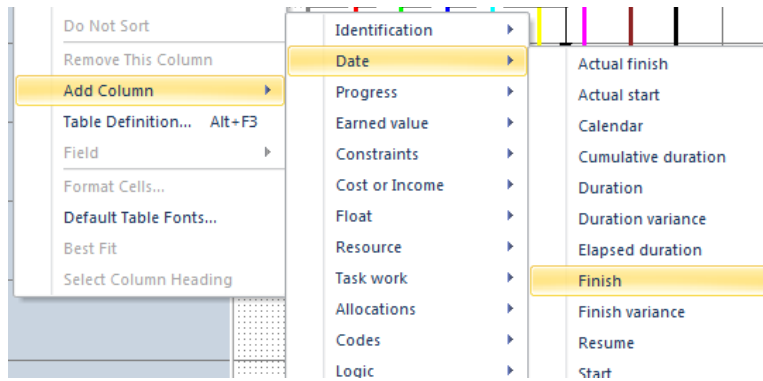 Do Not Sort
Remove This Column
Add Column
Table Definition... Alt+F3
Field
Format Cells...
Default Table Fonts...
Best Fit
Select Column Heading
Identification
Date
Progress
Earned value
Constraints
Cost or Income
Float
Resource
Task work
Allocations
Codes
Logic
Actual finish
Actual start
Calendar
Cumulative duration
Duration
Duration variance
Elapsed duration
Finish
Finish variance
Resume
Start